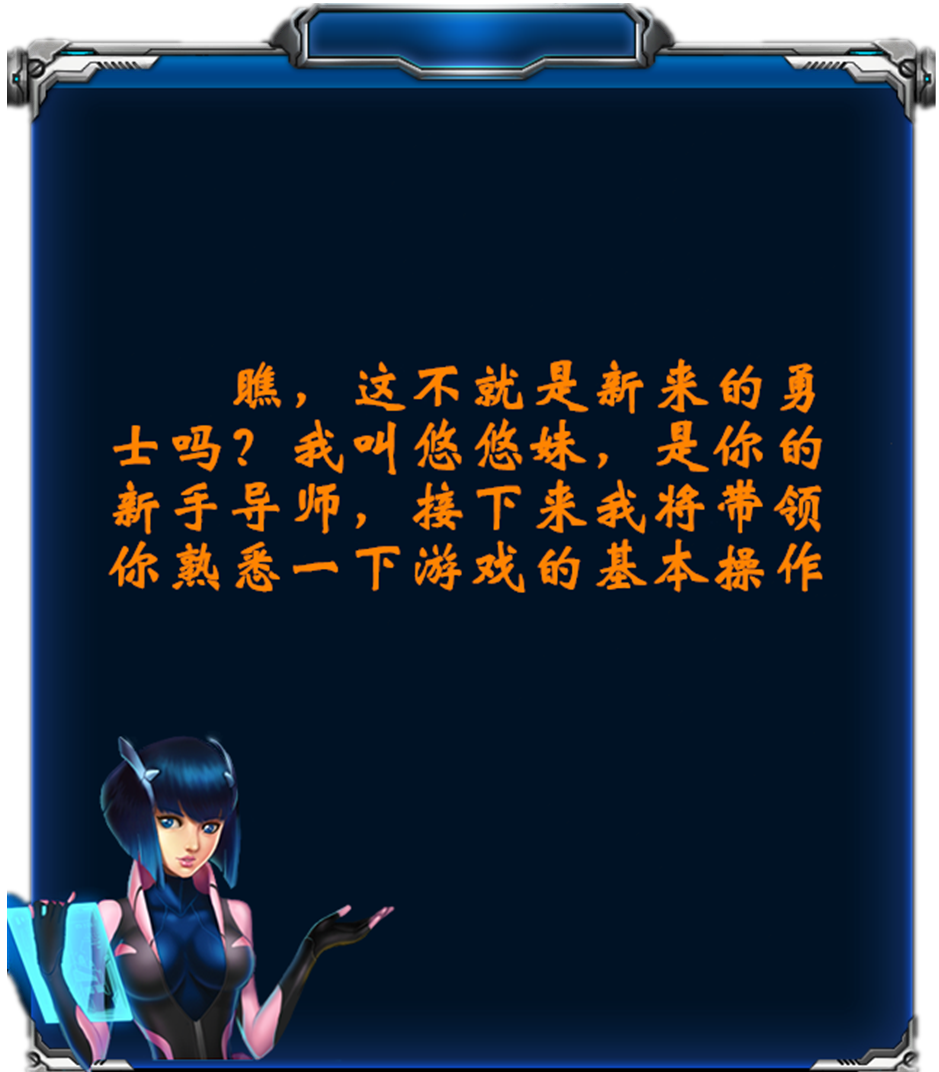 瞧，这不就是新来的勇
士吗？我叫悠悠妹，是你的
新手导师，接下来我将带领
你熟悉一下游戏的基本操作